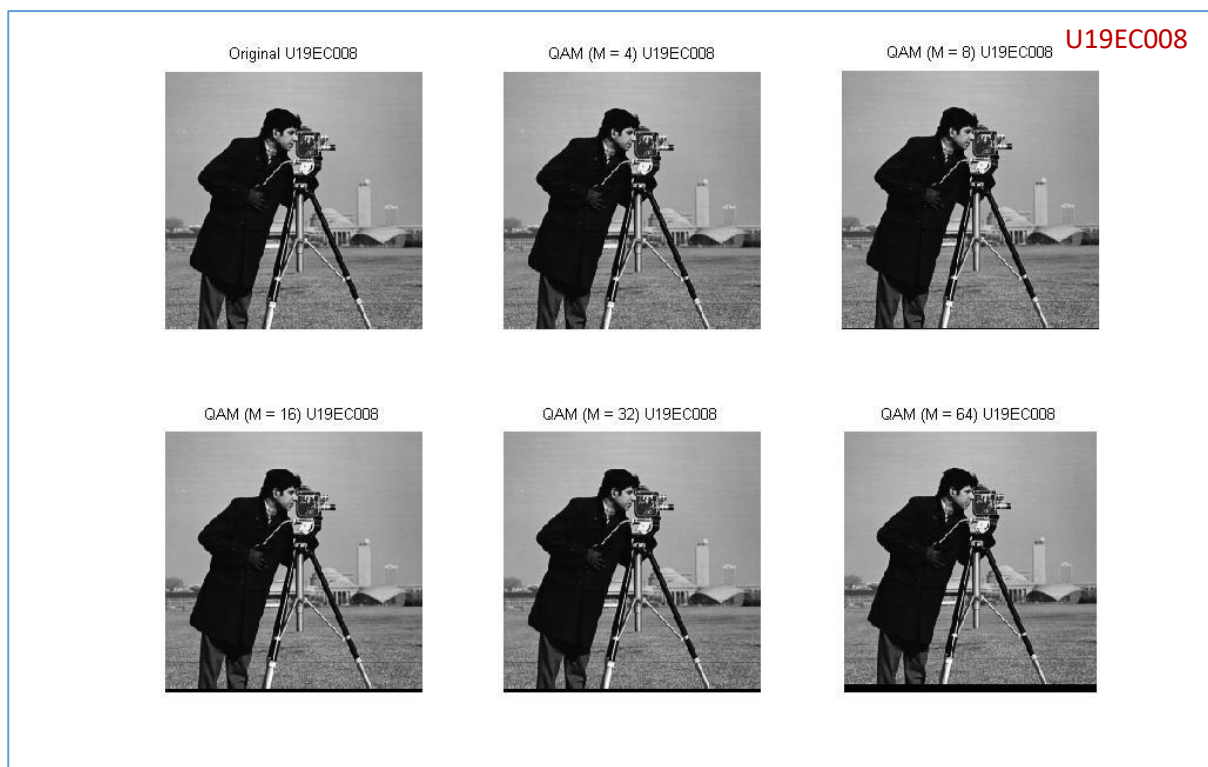 U19EC008
Original U19EC008
QAM (M = 4) U19EC008
QAM (M = 8) U19EC008
QAM (M = 16) U19EC008
QAM (M = 32) U19EC008
QAM (M = 64) U19EC008